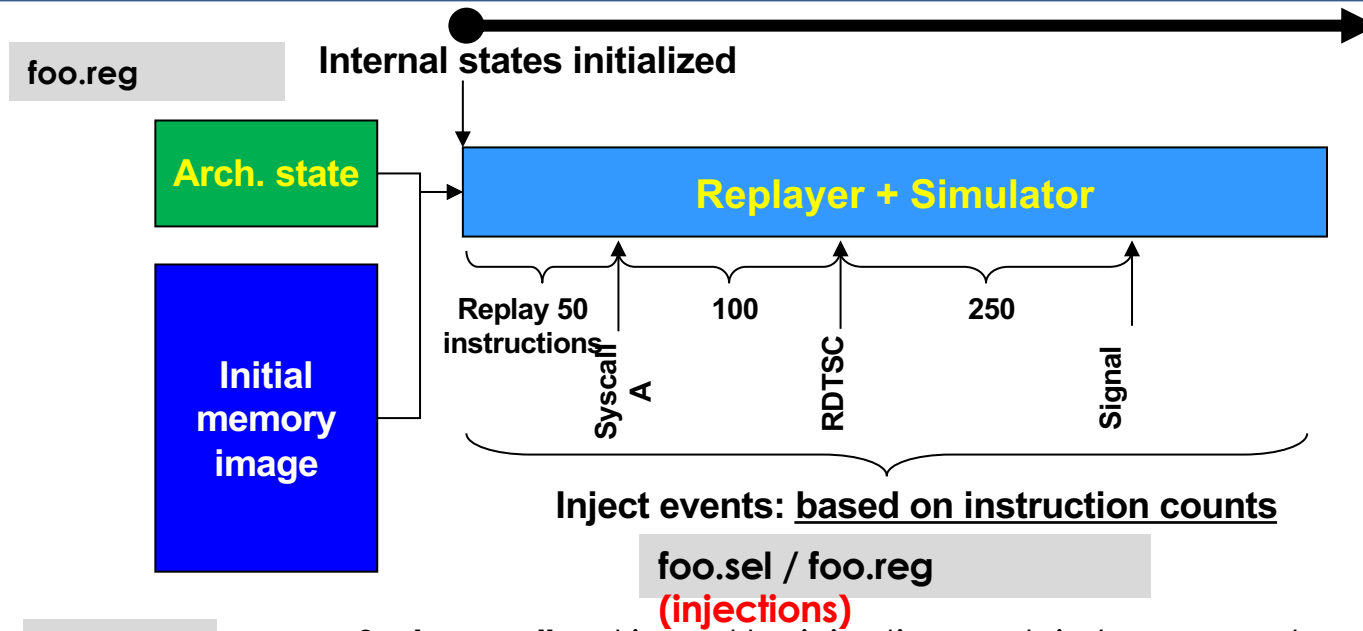 foo.reg
Internal states initialized
Arch. state
Replayer + Simulator
Initial
memory
image
Replay 50
instructions
100
250
Syscall
A
RDTSC
Signal
Inject events: based on instruction counts
foo.sel / foo.reg
(injections)